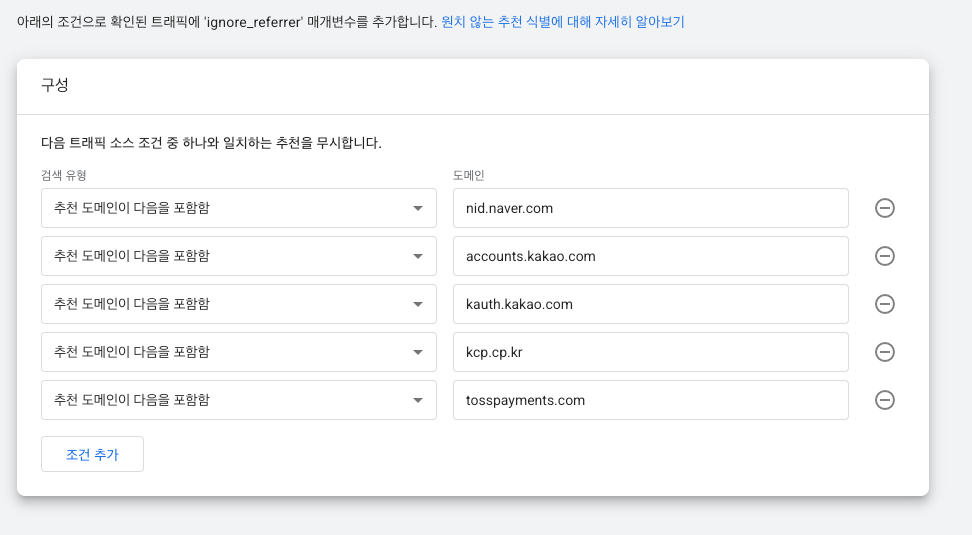 아래의 조건으로 확인된 트래픽에 'ignore_referrer' 매개변수를 추가합니다. 원치 않는 추천 식별에 대해 자세히 알아보기
구성
다음 트래픽 소스 조건 중 하나와 일치하는 추천을 무시합니다.
검색 유형 도메인
추천 도메인이 다음을 포함함 nid.naver.com
추천 도메인이 다음을 포함함 accounts.kakao.com
추천 도메인이 다음을 포함함 kauth.kakao.com
추천 도메인이 다음을 포함함 kcp.cp.kr
추천 도메인이 다음을 포함함 tosspayments.com
조건 추가